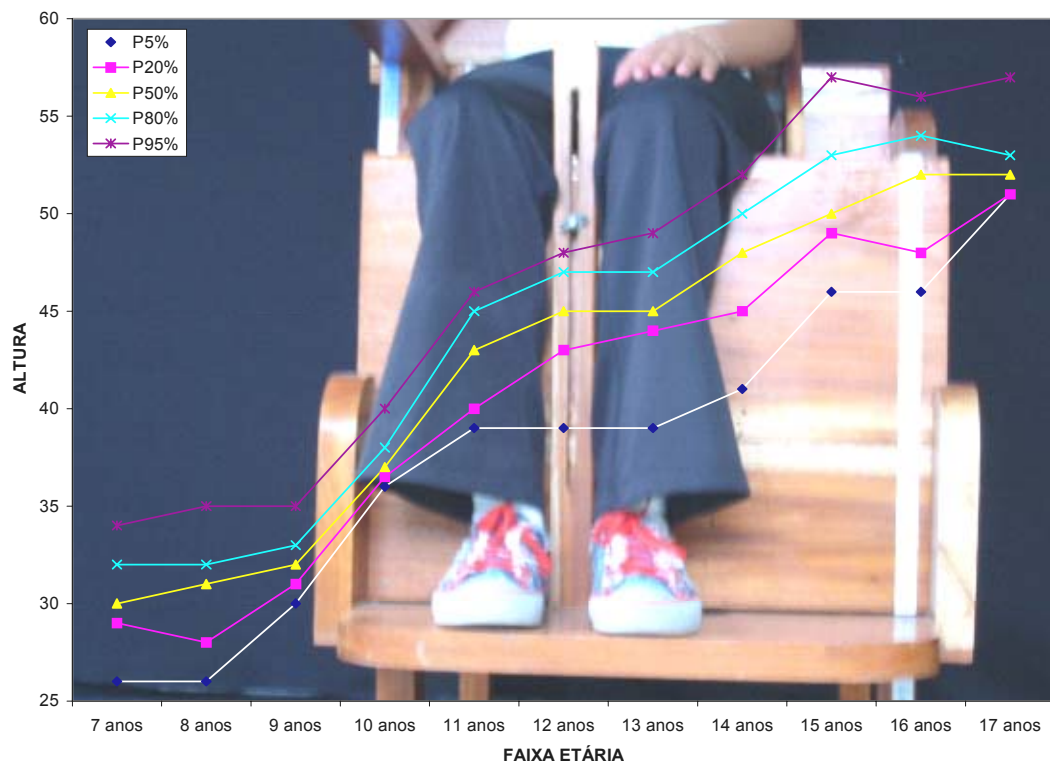 60
55
50
45
40
35
30
25
ALTURA
P5%
P20%
P50%
P80%
P95%
7 anos 8 anos 9 anos 10 anos 11 anos 12 anos 13 anos 14 anos 15 anos 16 anos 17 anos
FAIXA ETÁRIA